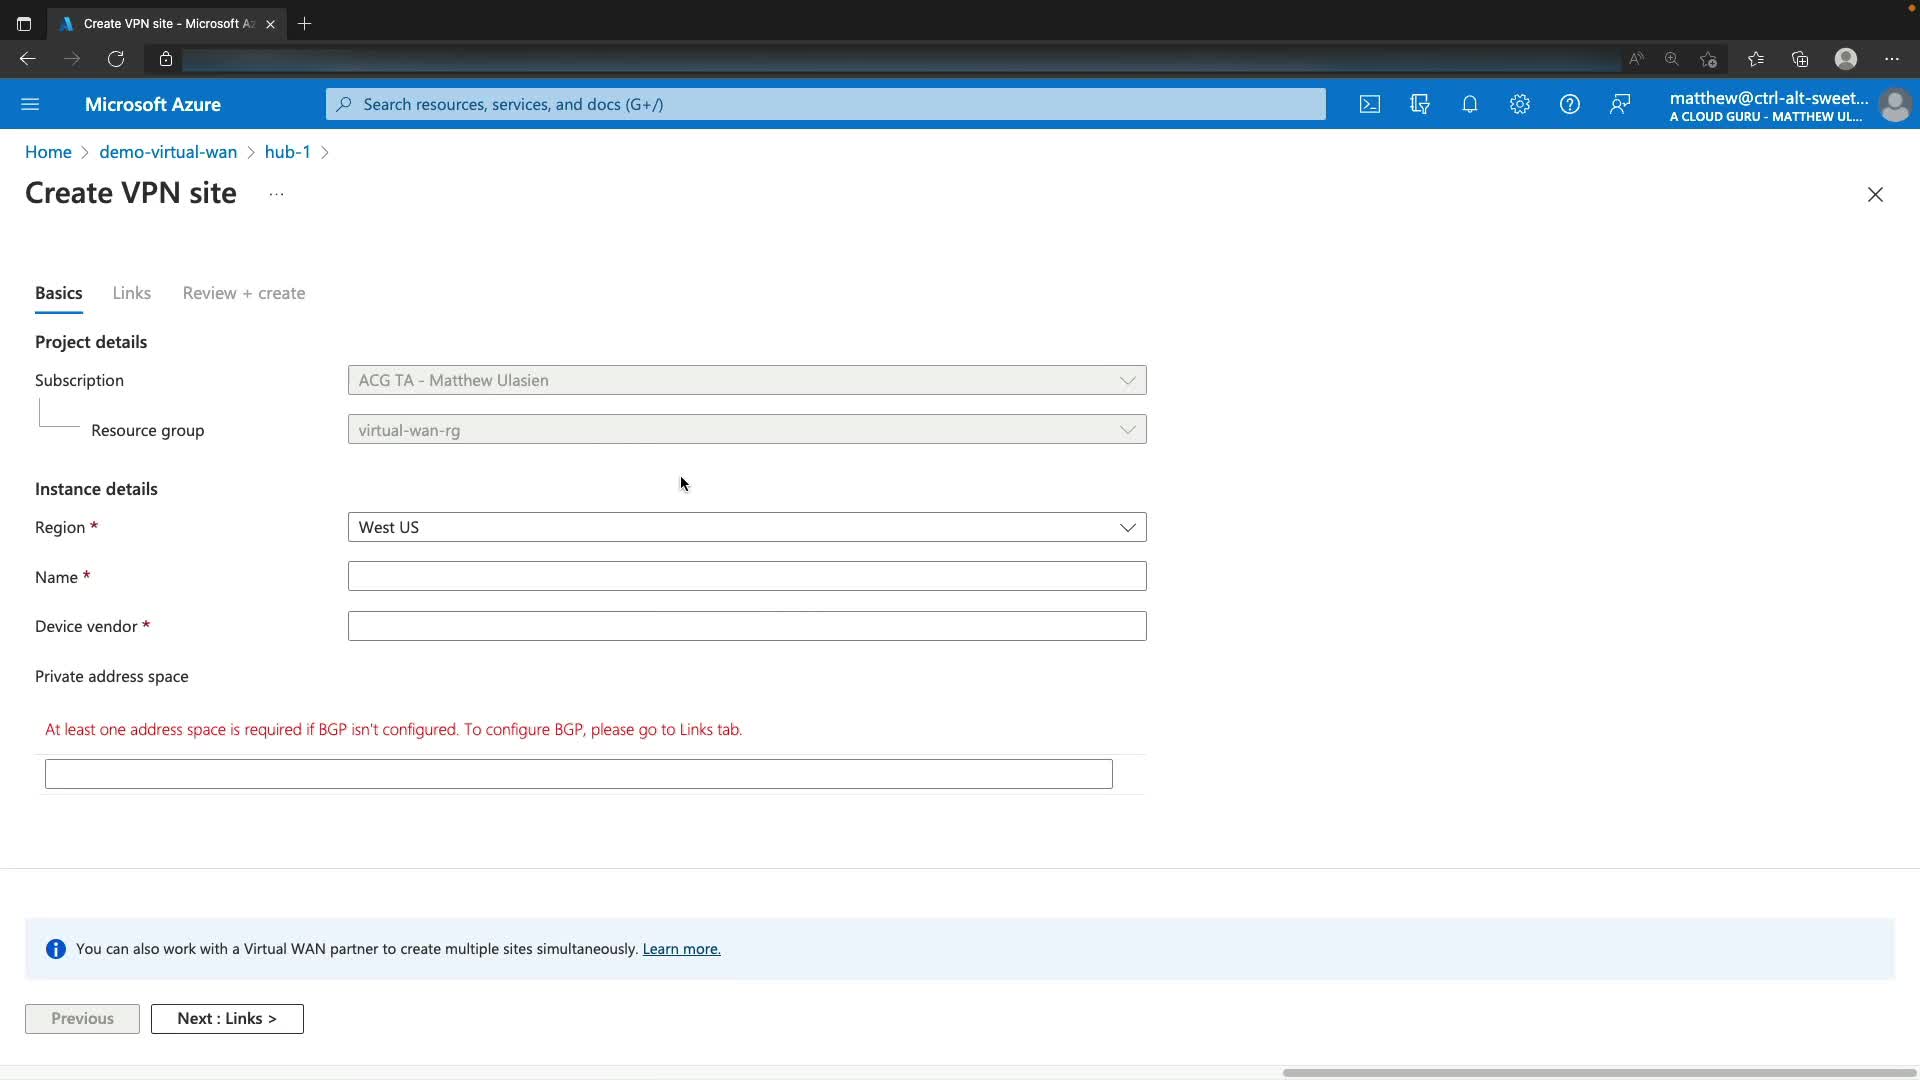 Create VPN site - Microsoft Az
Microsoft Azure
Search resources, services, and docs (G+/)
matthew@ctrl-alt-sweet...
A CLOUD GURU - MATTHEW UL...
Home > demo-virtual-wan > hub-1 >
Create VPN site ...
Basics Links Review + create
Project details
Subscription
ACG TA - Matthew Ulasien
Resource group
virtual-wan-rg
Instance details
Region *
West US
Name *
Device vendor *
Private address space
At least one address space is required if BGP isn't configured. To configure BGP, please go to Links tab.
You can also work with a Virtual WAN partner to create multiple sites simultaneously. Learn more.
Previous
Next : Links >